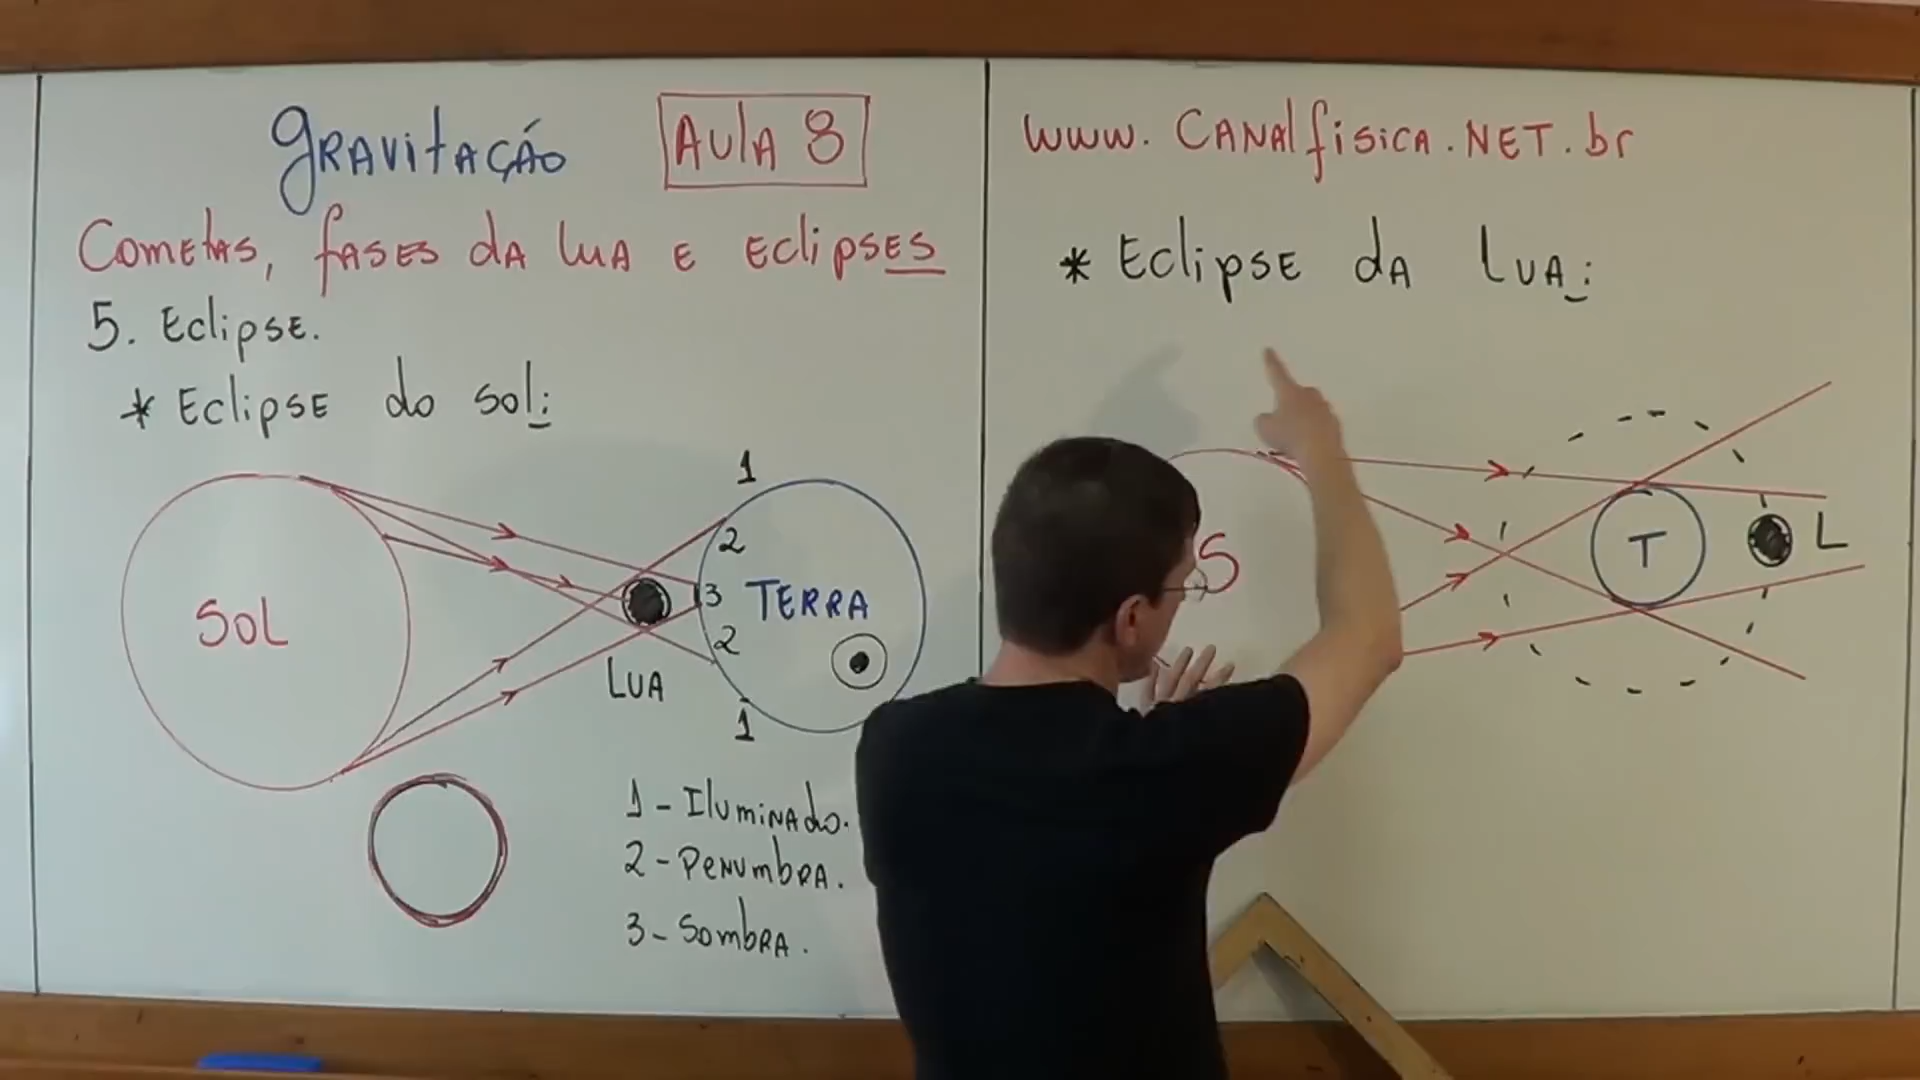 Gravitação
Aula 8
Cometas, fases da lua e eclipses
5. Eclipse.
* Eclipse do sol:
1
2
SOL
3
TERRA
2
LUA
1
1 - Iluminado.
2 - Penumbra.
3 - Sombra.
www.Canalfisica.NET.br
* Eclipse da Lua:
S
T
L